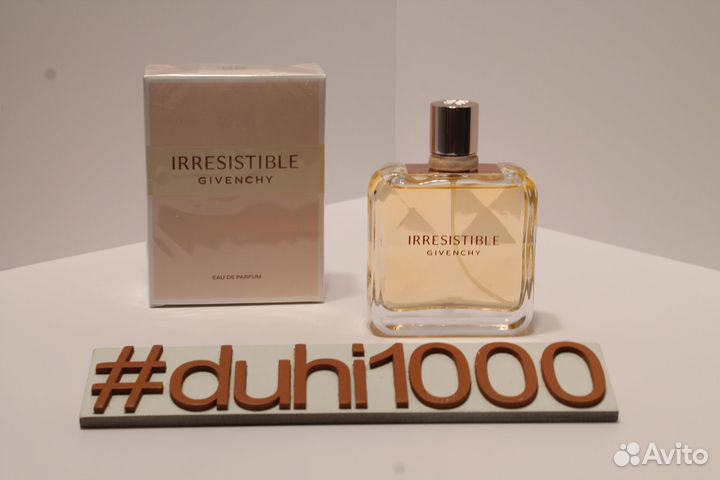 IRRESISTIBLE
GIVENCHY
EAU DE PARFUM
IRRESISTIBLE
GIVENCHY
#duhi1000
Avito